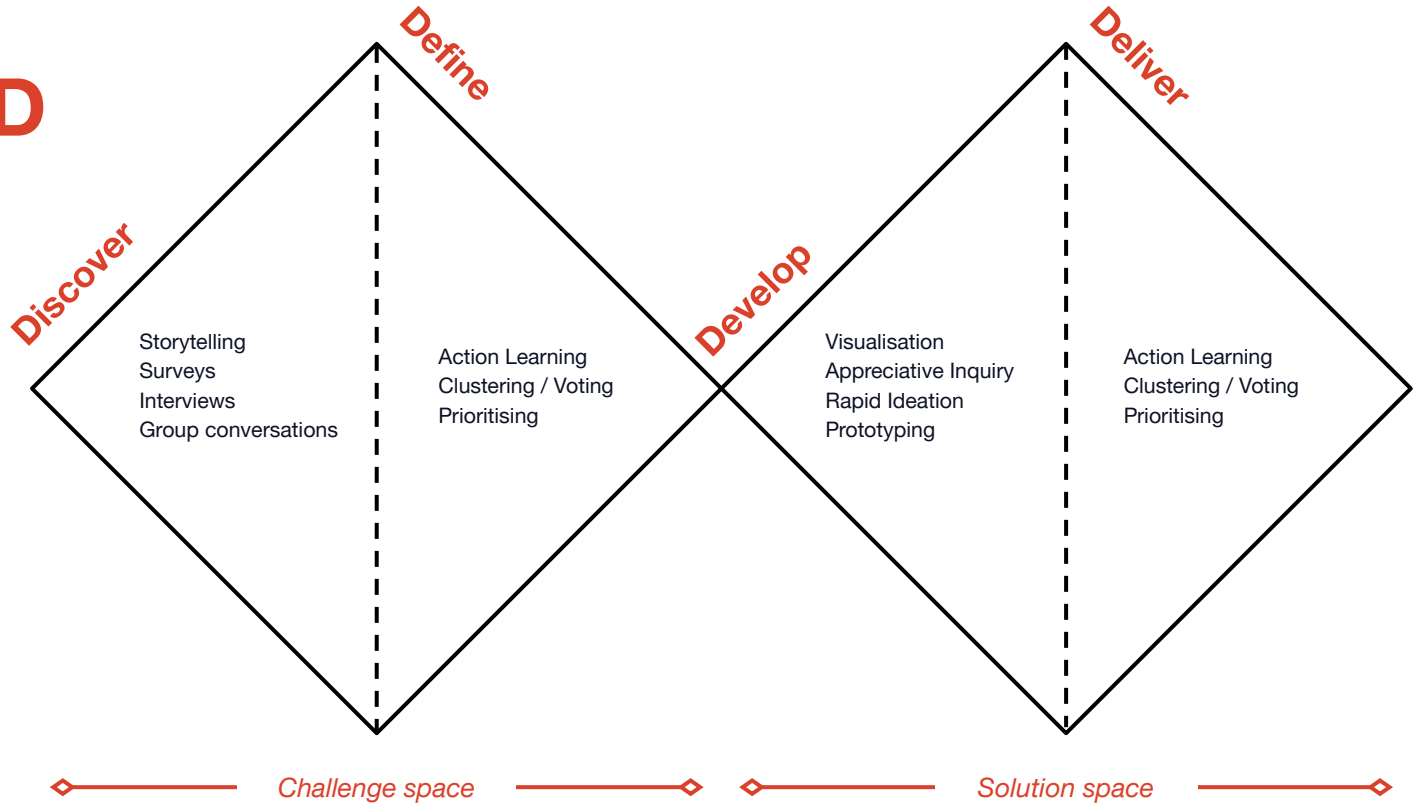 D
Discover
Define
Develop
Deliver
Storytelling
Surveys
Interviews
Group conversations
Action Learning
Clustering / Voting
Prioritising
Visualisation
Appreciative Inquiry
Rapid Ideation
Prototyping
Action Learning
Clustering / Voting
Prioritising
Challenge space
Solution space